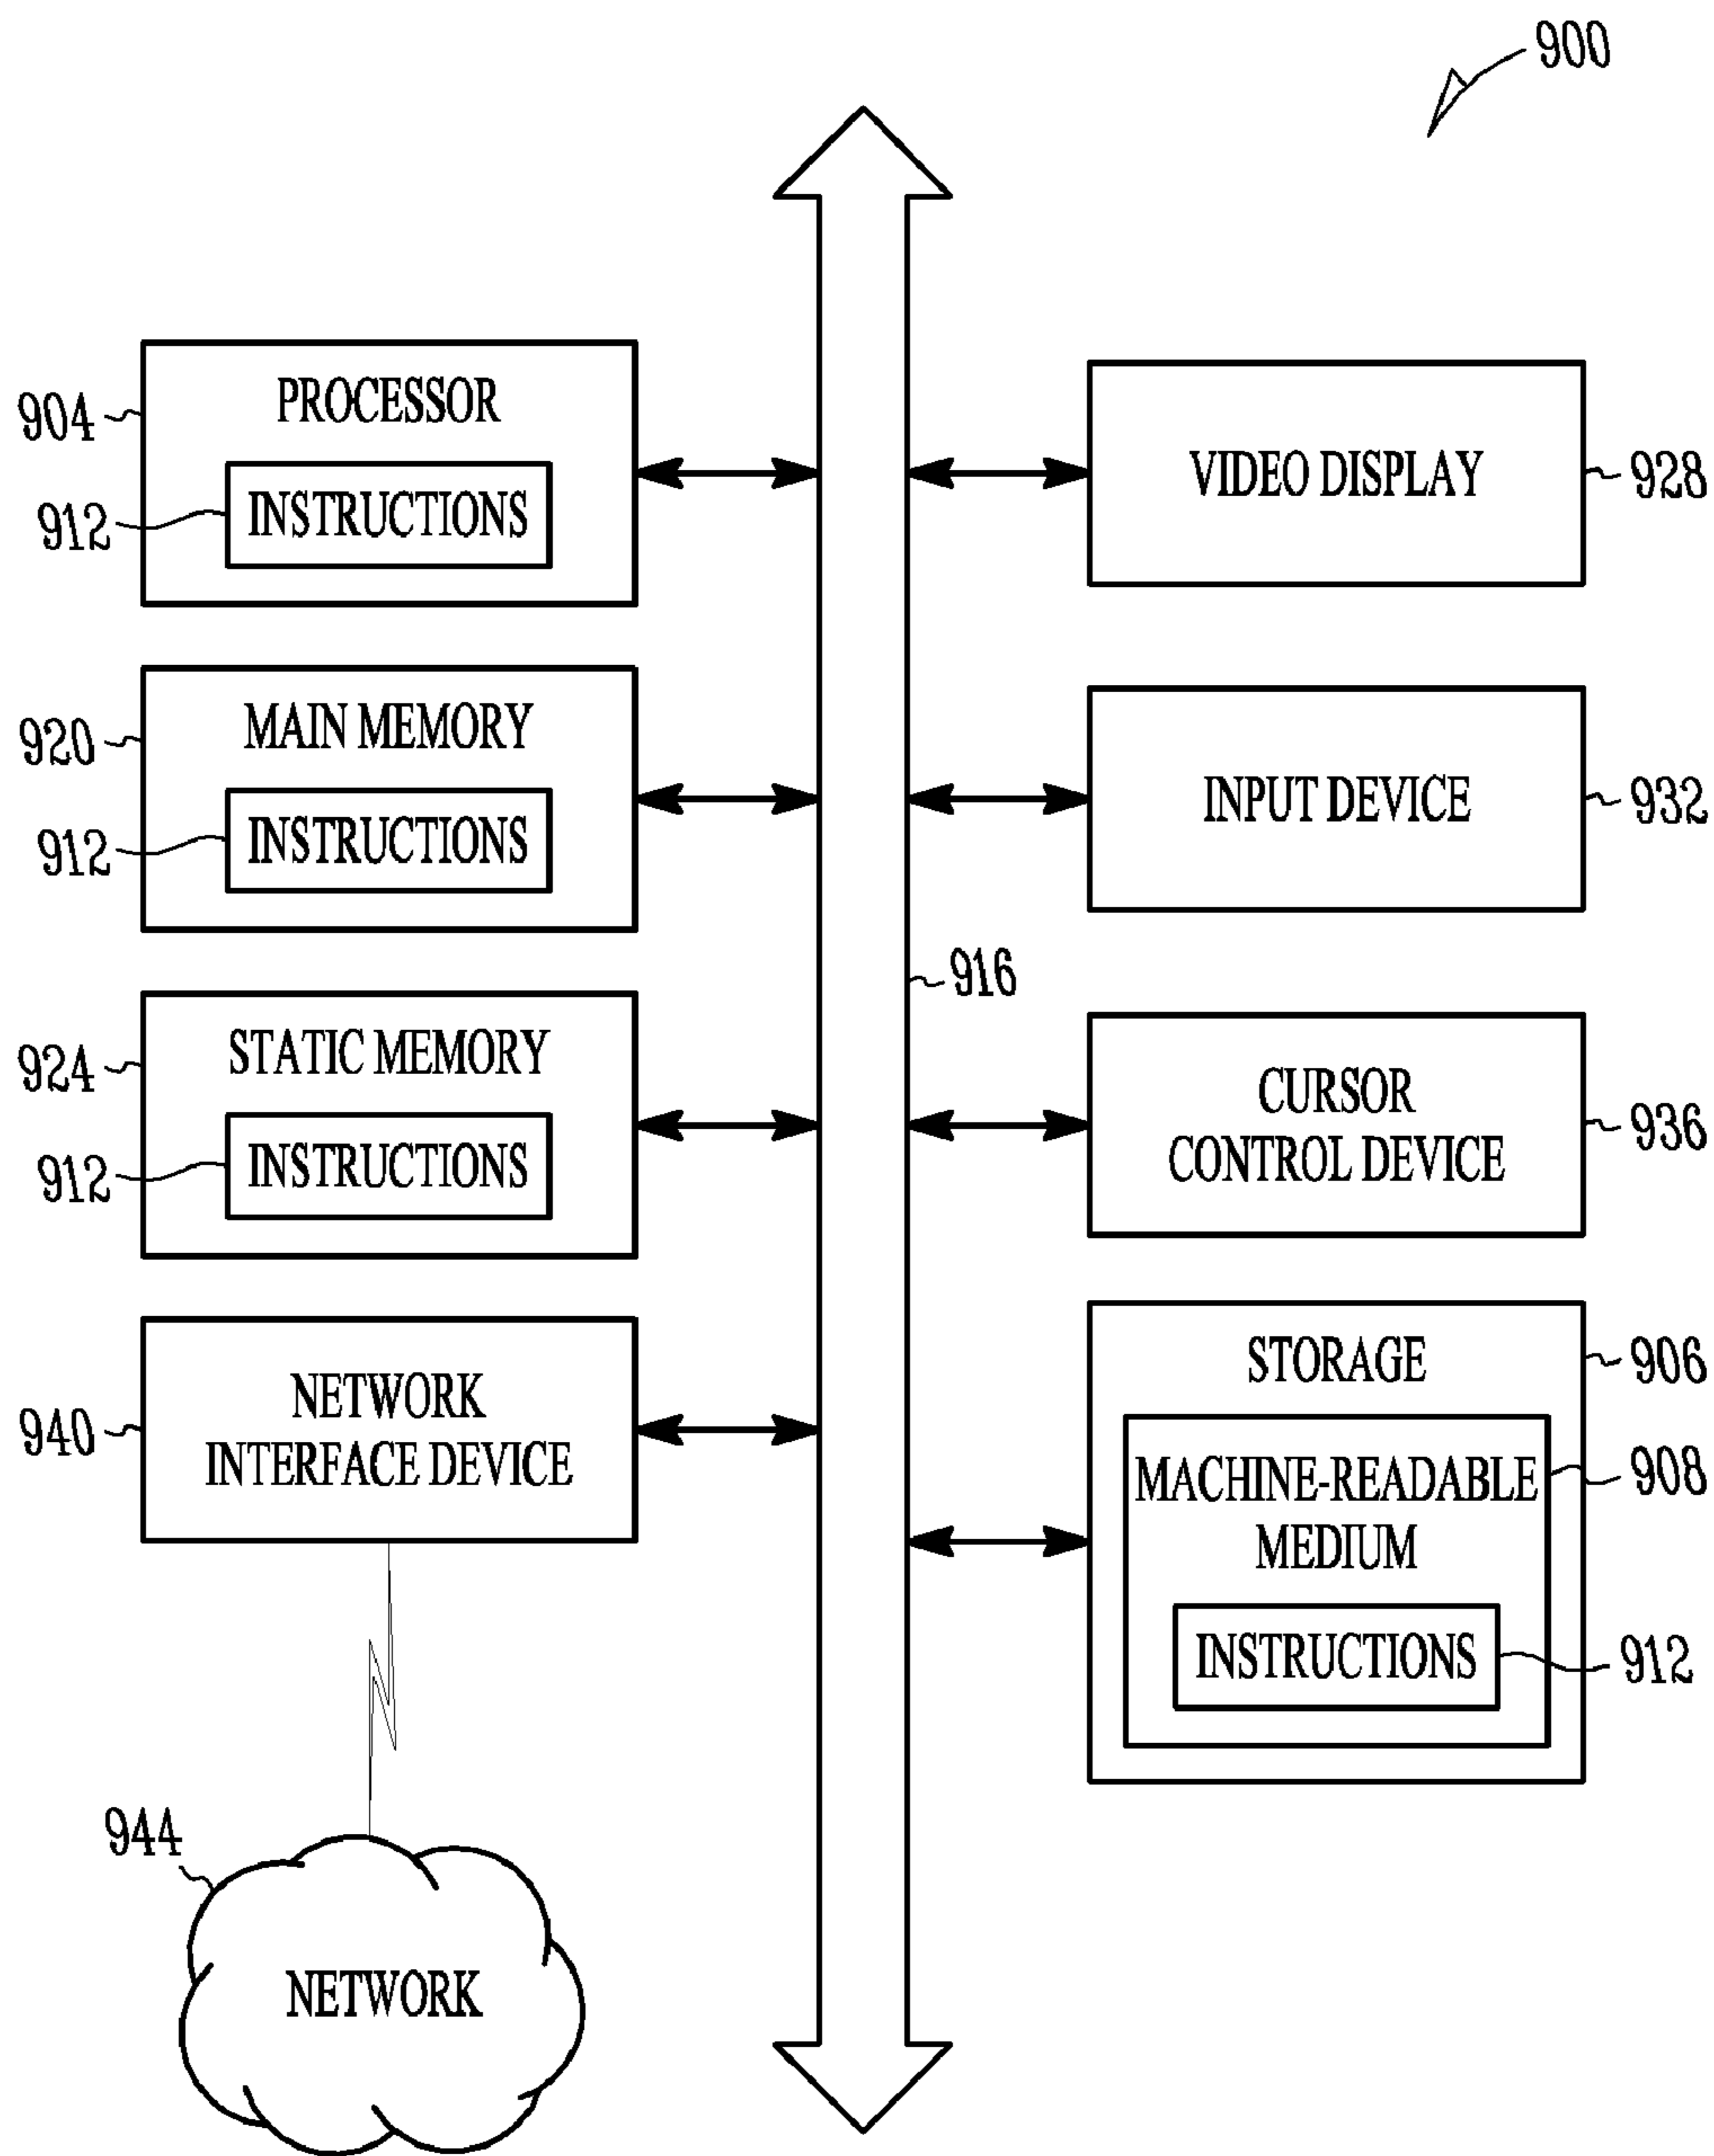 900
PROCESSOR
904
INSTRUCTIONS
912
MAIN MEMORY
920
INSTRUCTIONS
912
STATIC MEMORY
924
INSTRUCTIONS
912
NETWORK
INTERFACE DEVICE
940
944
NETWORK
916
VIDEO DISPLAY
928
INPUT DEVICE
932
CURSOR
CONTROL DEVICE
936
STORAGE
906
MACHINE-READABLE
MEDIUM
908
INSTRUCTIONS
912